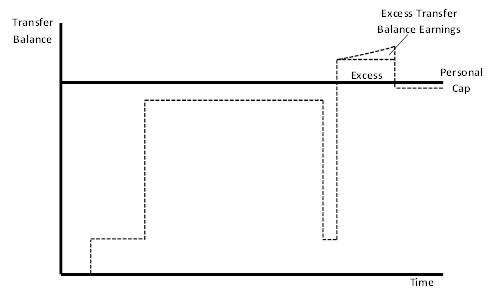 Transfer
Balance
Excess Transfer
Balance Earnings
Excess
Personal
Cap
Time